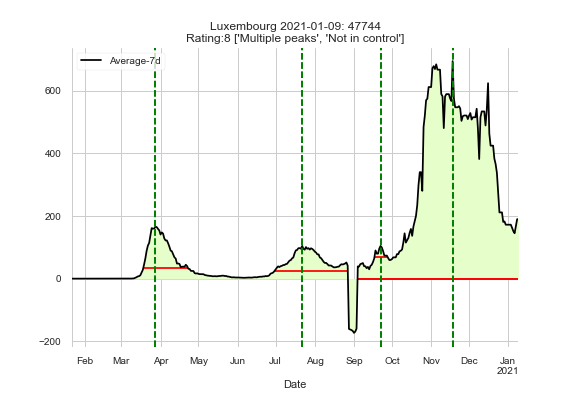 Luxembourg 2021-01-09: 47744
Rating:8 ['Multiple peaks', 'Not in control']
Average-7d
600
400
200
0
−200
Feb Mar Apr May Jun Jul Aug Sep Oct Nov Dec Jan
2021
Date